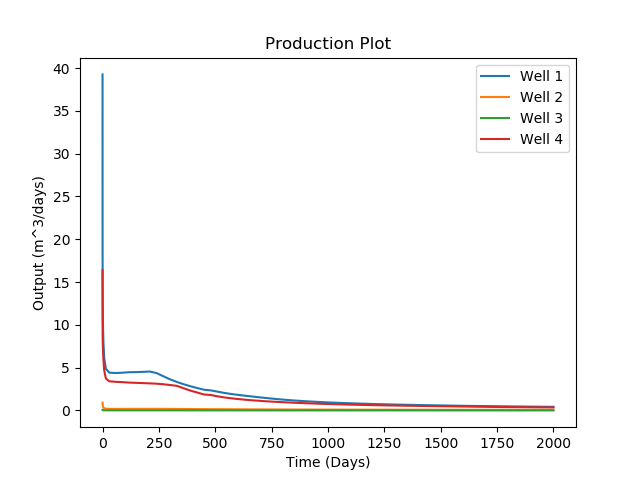 Production Plot
Output (m^3/days)
40
35
30
25
20
15
10
5
0
Well 1
Well 2
Well 3
Well 4
0 250 500 750 1000 1250 1500 1750 2000
Time (Days)